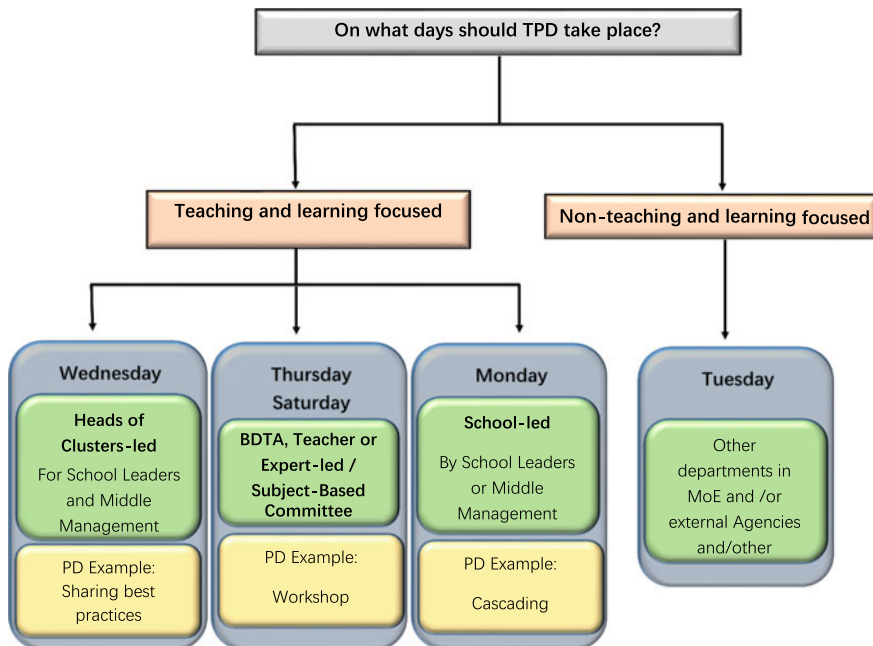 On what days should TPD take place?
Teaching and learning focused
Non-teaching and learning focused
Wednesday
Heads of
Clusters-led
For School Leaders
and Middle
Management
PD Example:
Sharing best
practices
Thursday
Saturday
BDTA, Teacher or
Expert-led /
Subject-Based
Committee
PD Example:
Workshop
Monday
School-led
By School Leaders
or Middle
Management
PD Example:
Cascading
Tuesday
Other
departments in
MoE and /or
external Agencies
and/other